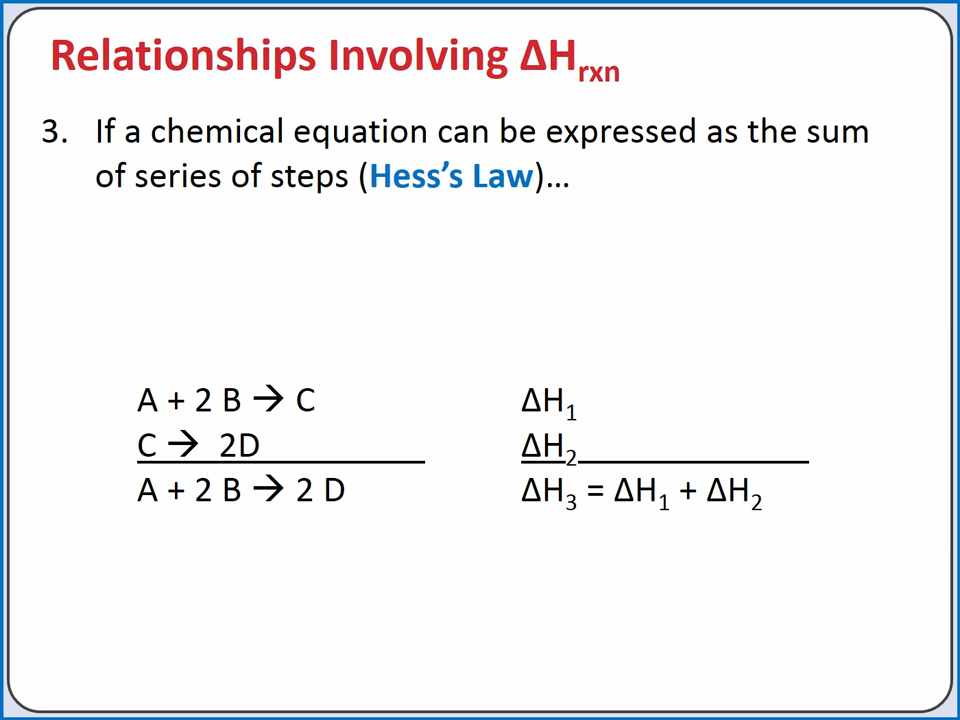 Relationships Involving ΔHrxn
3. If a chemical equation can be expressed as the sum
of series of steps (Hess’s Law)…
A + 2 B → C ΔH1
C → 2D ΔH2
A + 2 B → 2 D ΔH3 = ΔH1 + ΔH2